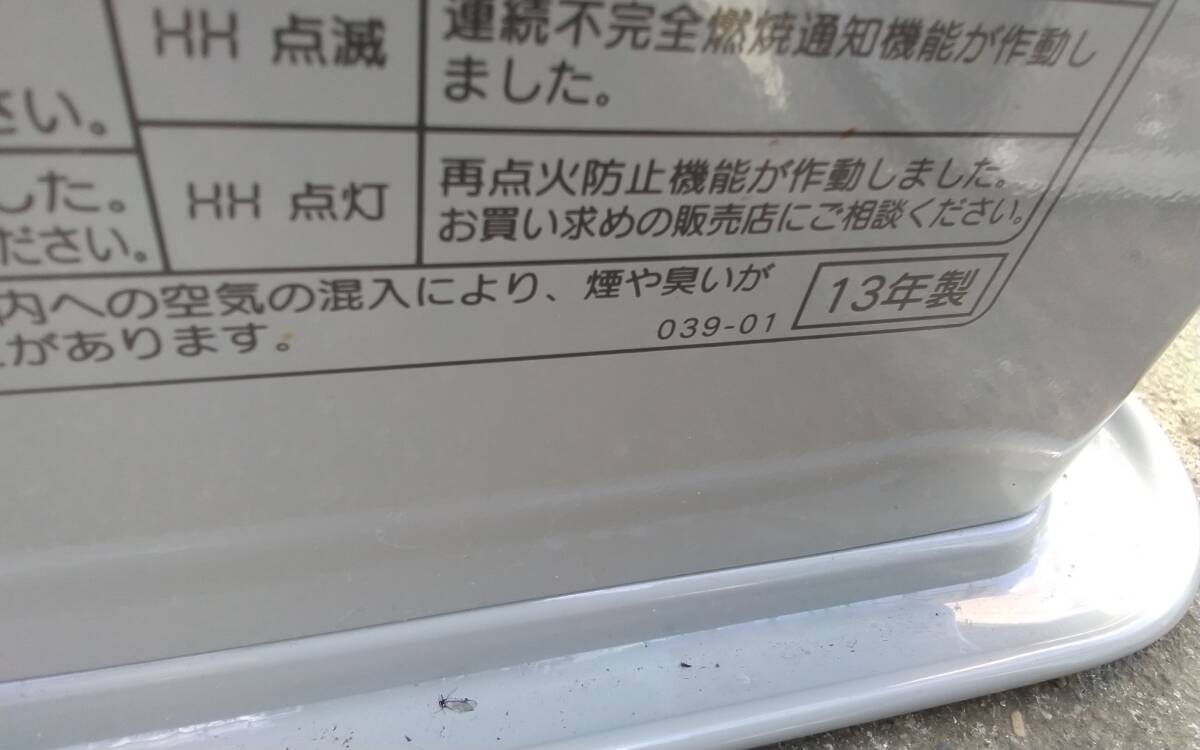 HH 点滅
連続不完全燃焼通知機能が作動し
ました。
さい。
HH 点灯
再点火防止機能が作動しました。
お買い求めの販売店にご相談ください。
した。
ださい。
内への空気の混入により、煙や臭いが
があります。
039-01
13年製